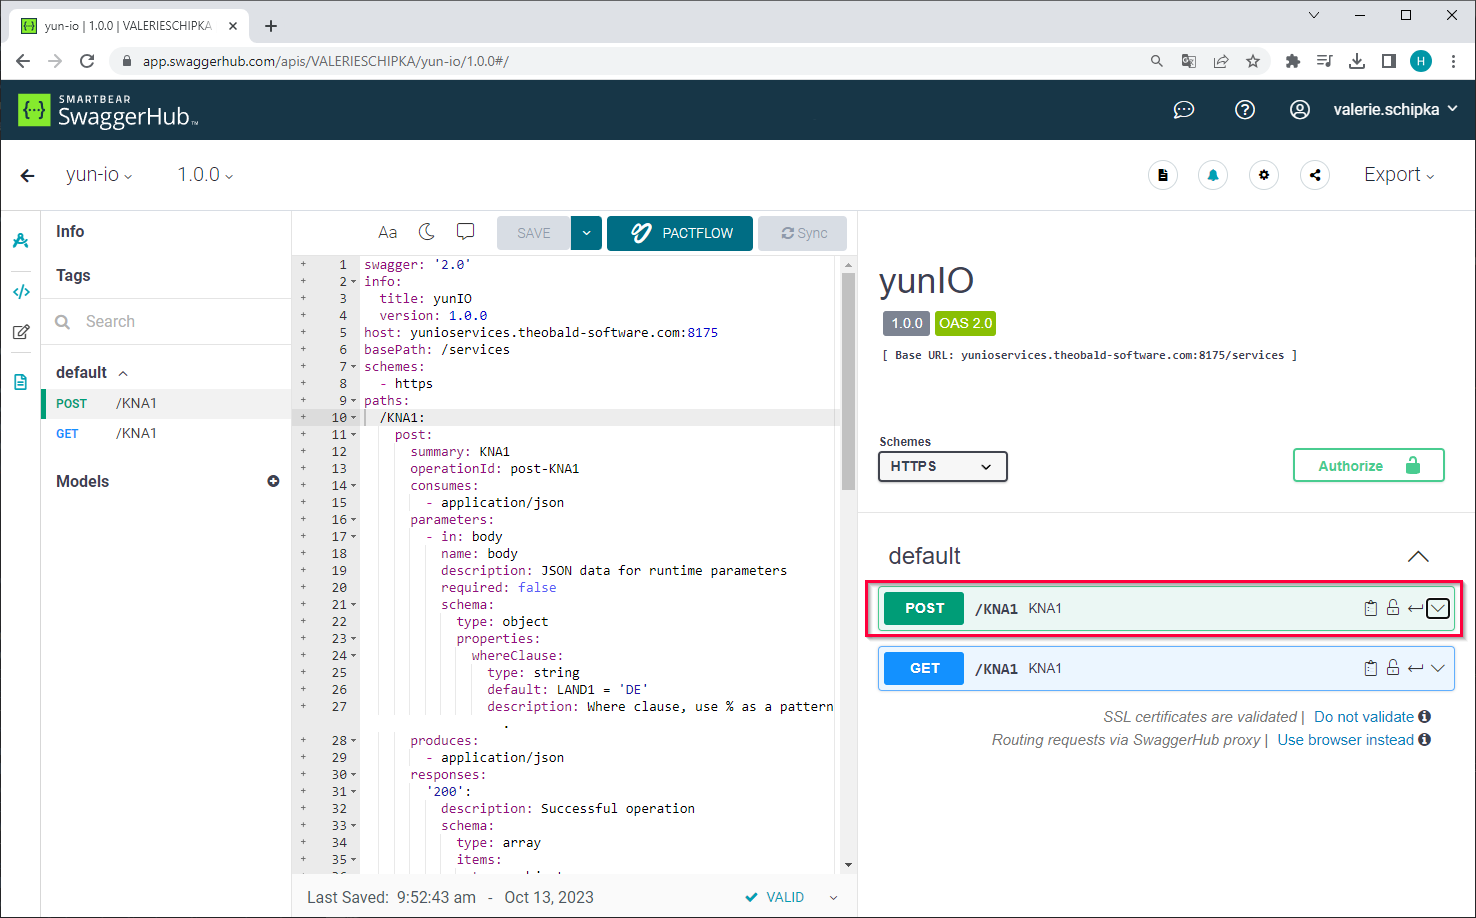 yun-io | 1.0.0 | VALERIESCHIPKA
app.swaggerhub.com/apis/VALERIESCHIPKA/yun-io/1.0.0#/
H
SMARTBEAR
SwaggerHub™
valerie.schipka
yun-io
1.0.0
Export
Info
Tags
Search
default
POST /KNA1
GET /KNA1
Models
Aa
SAVE
PACTFLOW
Sync
1 swagger: '2.0'
2 info:
3 title: yunIO
4 version: 1.0.0
5 host: yunioservices.theobald-software.com:8175
6 basePath: /services
7 schemes:
8 - https
9 paths:
10 /KNA1:
11 post:
12 summary: KNA1
13 operationId: post-KNA1
14 consumes:
15 - application/json
16 parameters:
17 - in: body
18 name: body
19 description: JSON data for runtime parameters
20 required: false
21 schema:
22 type: object
23 properties:
24 whereClause:
25 type: string
26 default: LAND1 = 'DE'
27 description: Where clause, use % as a pattern
.
28 produces:
29 - application/json
30 responses:
31 '200':
32 description: Successful operation
33 schema:
34 type: array
35 items:
Last Saved: 9:52:43 am - Oct 13, 2023
VALID
yunIO
1.0.0 OAS 2.0
[ Base URL: yunioservices.theobald-software.com:8175/services ]
Schemes
HTTPS
Authorize
default
POST /KNA1 KNA1
GET /KNA1 KNA1
SSL certificates are validated | Do not validate
Routing requests via SwaggerHub proxy | Use browser instead